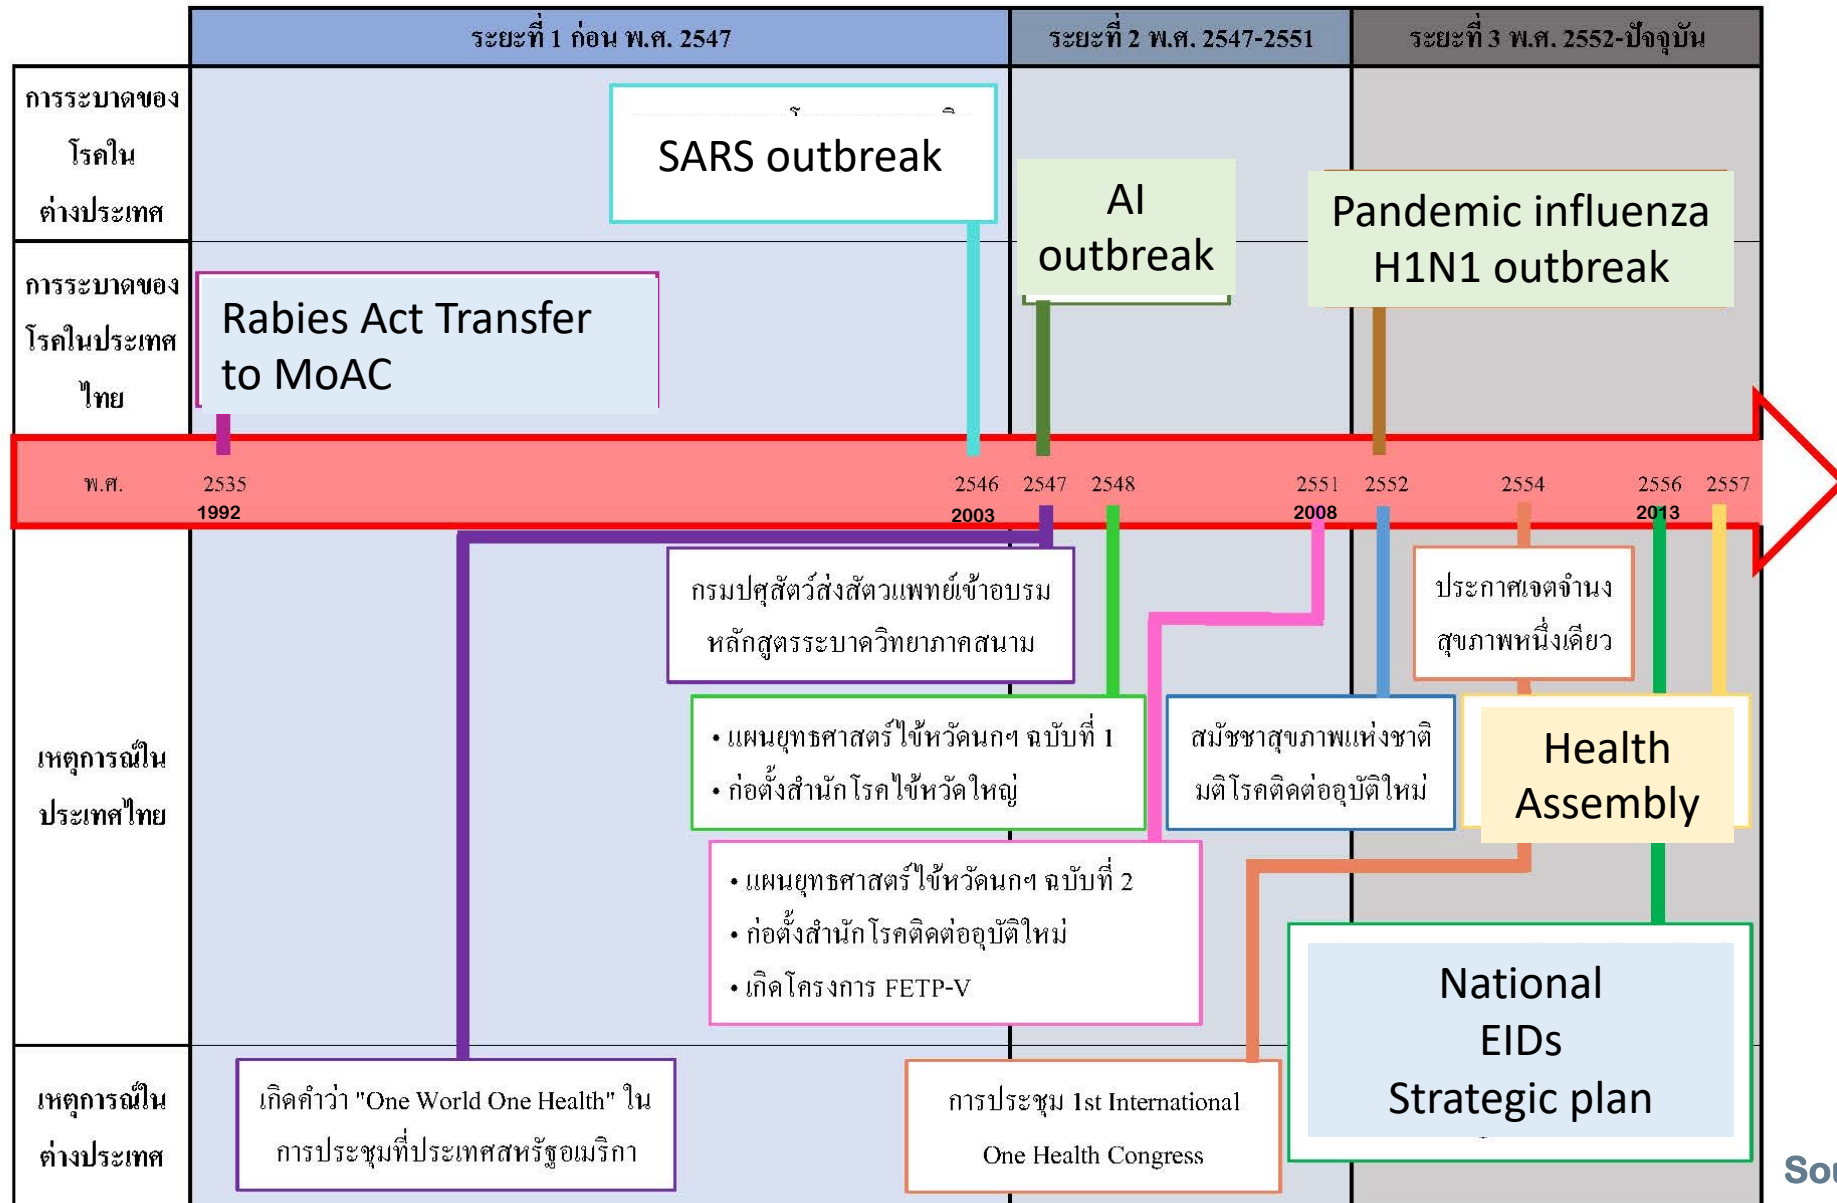 ระยะที่ 1 ก่อน พ.ศ. 2547
ระยะที่ 2 พ.ศ. 2547-2551
ระยะที่ 3 พ.ศ. 2552-ปัจจุบัน
การระบาดของ
โรคใน
ต่างประเทศ
SARS outbreak
AI
outbreak
Pandemic influenza
H1N1 outbreak
การระบาดของ
โรคในประเทศ
ไทย
Rabies Act Transfer
to MoAC
พ.ศ.
2535
1992
2546
2003
2547
2548
2551
2008
2552
2554
2556
2013
2557
เหตุการณ์ใน
ประเทศไทย
กรมปศุสัตว์ส่งสัตวแพทย์เข้าอบรม
หลักสูตรระบาดวิทยาภาคสนาม
ประกาศเจตจำนง
สุขภาพหนึ่งเดียว
• แผนยุทธศาสตร์ไข้หวัดนกฯ ฉบับที่ 1
• ก่อตั้งสำนักโรคไข้หวัดใหญ่
สมัชชาสุขภาพแห่งชาติ
มติโรคติดต่ออุบัติใหม่
Health
Assembly
• แผนยุทธศาสตร์ไข้หวัดนกฯ ฉบับที่ 2
• ก่อตั้งสำนักโรคติดต่ออุบัติใหม่
• เกิดโครงการ FETP-V
National
EIDs
Strategic plan
เหตุการณ์ใน
ต่างประเทศ
เกิดคำว่า "One World One Health" ใน
การประชุมที่ประเทศสหรัฐอเมริกา
การประชุม 1st International
One Health Congress